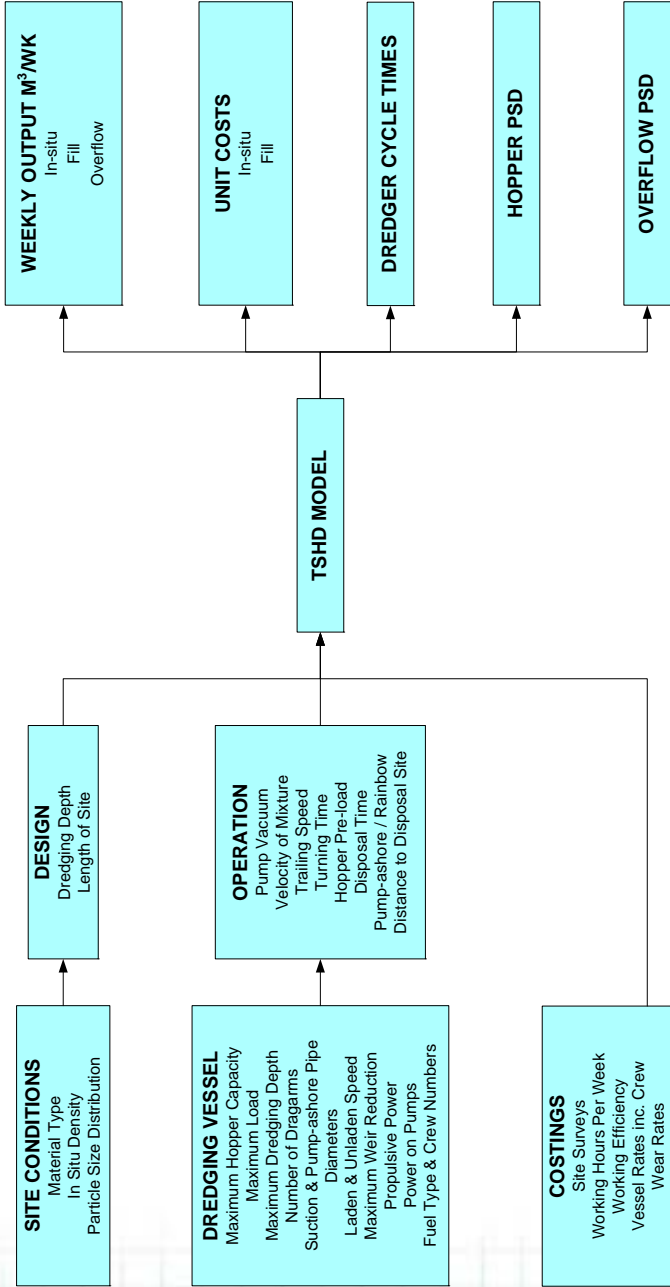 SITE CONDITIONS
Material Type
In Situ Density
Particle Size Distribution
DESIGN
Dredging Depth
Length of Site
DREDGING VESSEL
Maximum Hopper Capacity
Maximum Load
Maximum Dredging Depth
Number of Dragarms
Suction & Pump-ashore Pipe
Diameters
Laden & Unladen Speed
Maximum Weir Reduction
Propulsive Power
Power on Pumps
Fuel Type & Crew Numbers
OPERATION
Pump Vacuum
Velocity of Mixture
Trailing Speed
Turning Time
Hopper Pre-load
Disposal Time
Pump-ashore / Rainbow
Distance to Disposal Site
COSTINGS
Site Surveys
Working Hours Per Week
Working Efficiency
Vessel Rates inc. Crew
Wear Rates
TSHD MODEL
WEEKLY OUTPUT M³/WK
In-situ
Fill
Overflow
UNIT COSTS
In-situ
Fill
DREDGER CYCLE TIMES
HOPPER PSD
OVERFLOW PSD